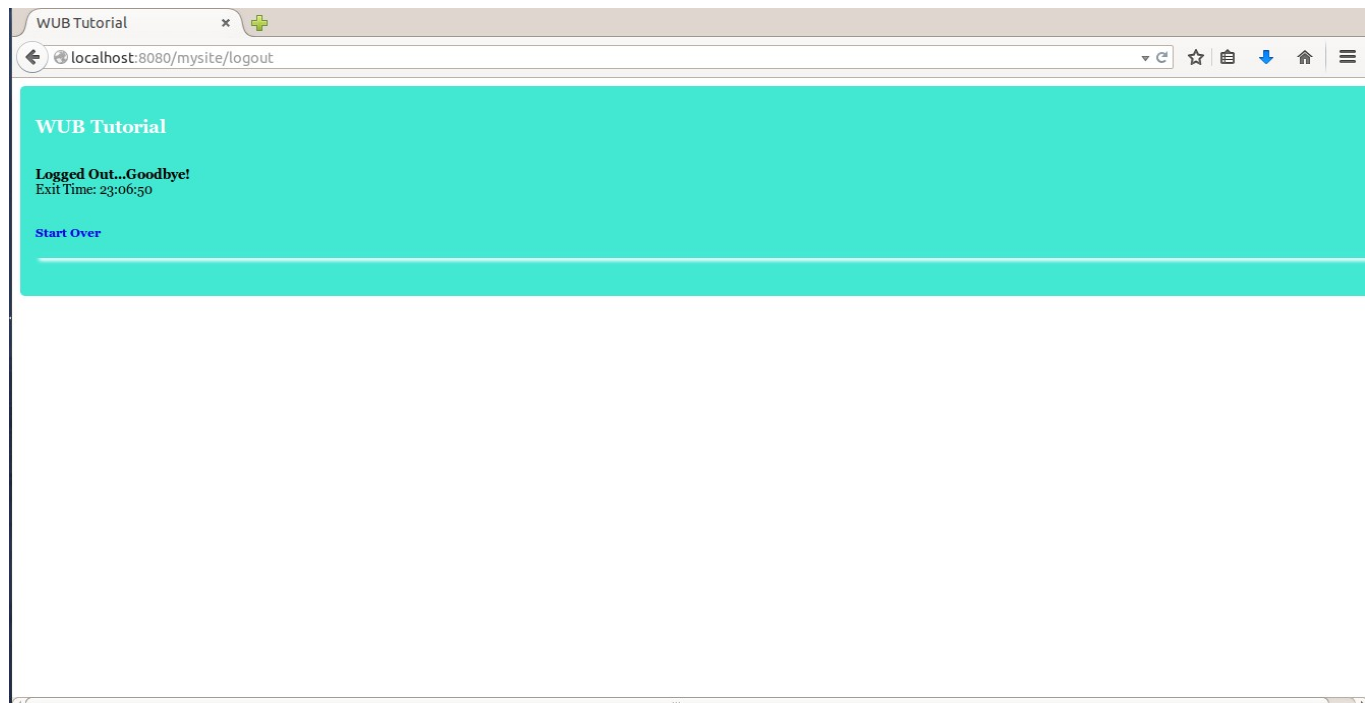 WUB Tutorial
localhost:8080/mysite/logout
WUB Tutorial
Logged Out...Goodbye!
Exit Time: 23:06:50
Start Over